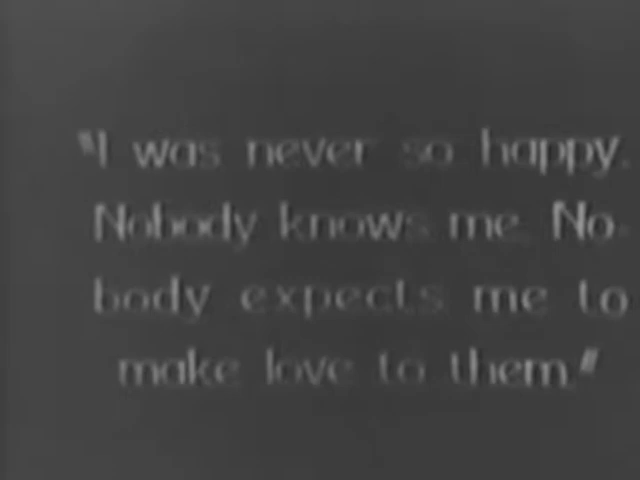 "I was never so happy.
Nobody knows me. No-
body expects me to
make love to them."